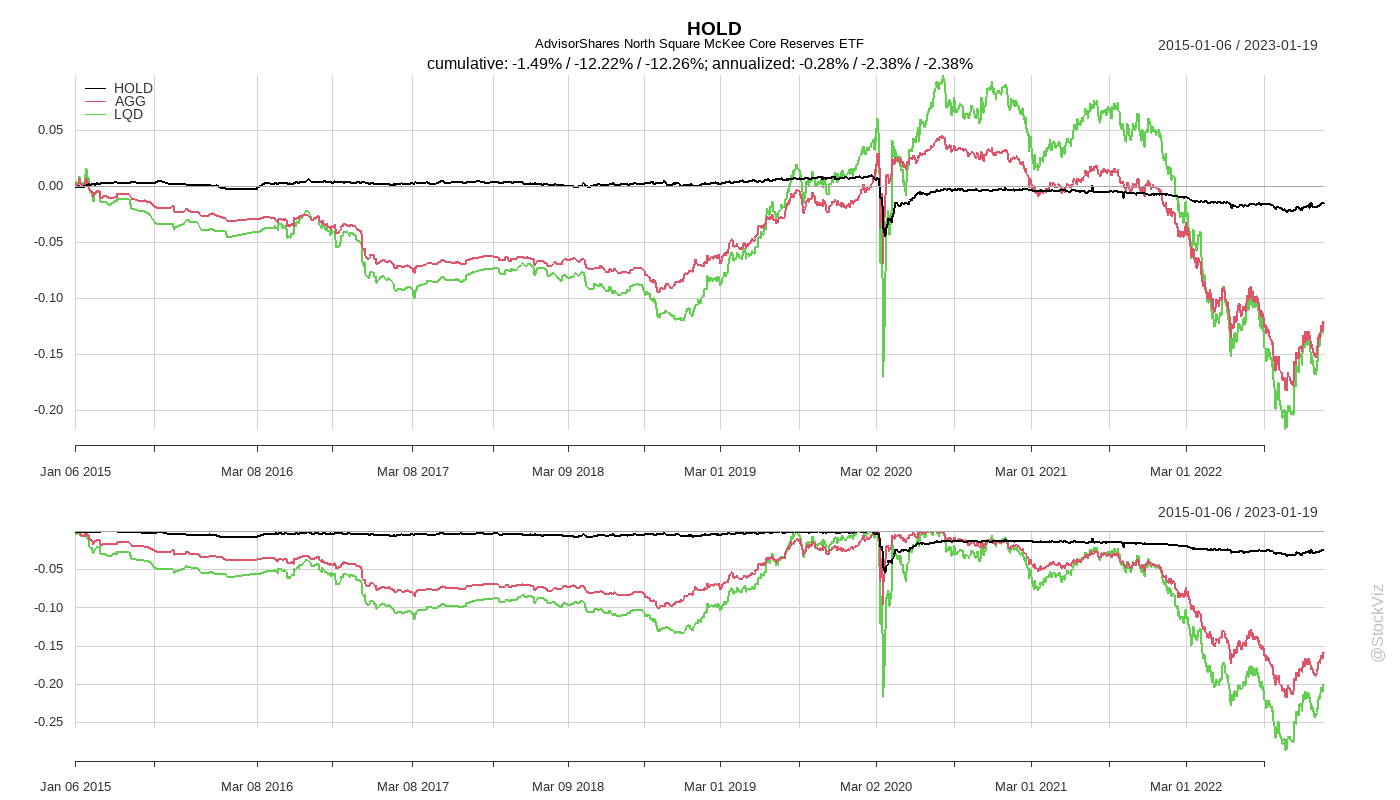 HOLD
AdvisorShares North Square McKee Core Reserves ETF
2015-01-06 / 2023-01-19
cumulative: -1.49% / -12.22% / -12.26%; annualized: -0.28% / -2.38% / -2.38%
HOLD
AGG
LQD
0.05
0.00
-0.05
-0.10
-0.15
-0.20
Jan 06 2015 Mar 08 2016 Mar 08 2017 Mar 09 2018 Mar 01 2019 Mar 02 2020 Mar 01 2021 Mar 01 2022
2015-01-06 / 2023-01-19
-0.05
-0.10
-0.15
-0.20
-0.25
Jan 06 2015 Mar 08 2016 Mar 08 2017 Mar 09 2018 Mar 01 2019 Mar 02 2020 Mar 01 2021 Mar 01 2022
@StockViz